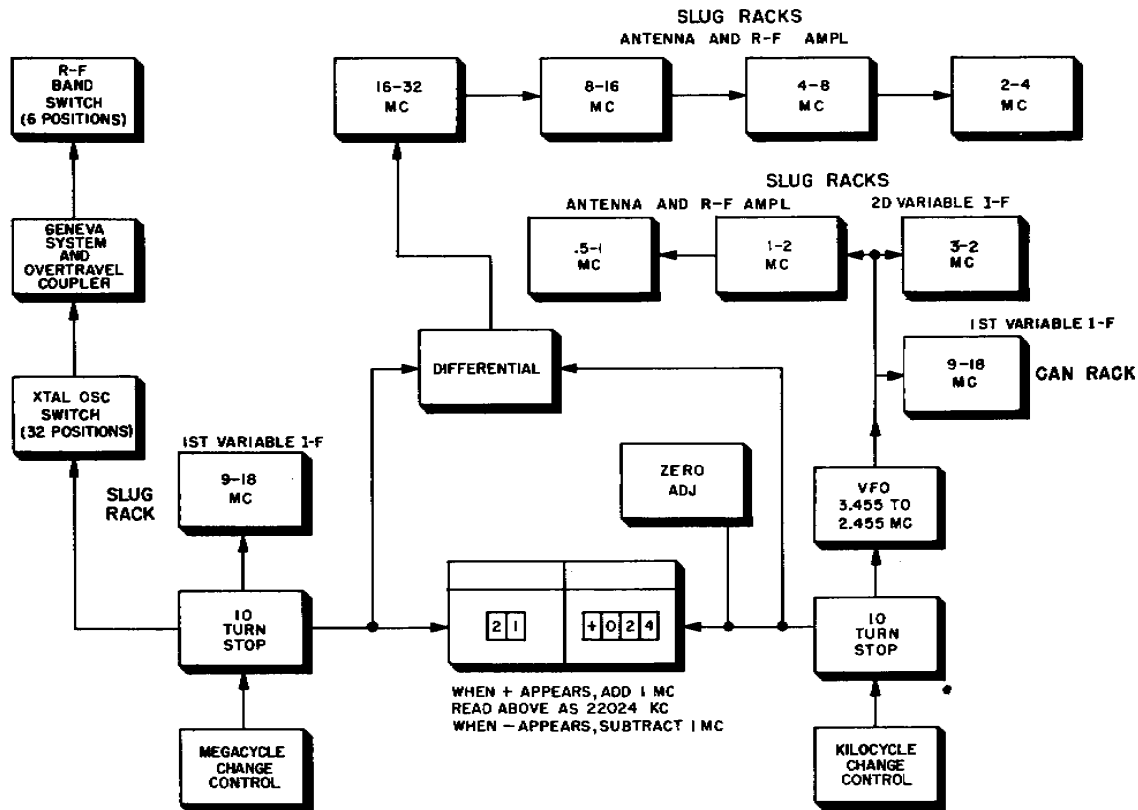 SLUG RACKS
ANTENNA AND R-F AMPL
R-F
BAND
SWITCH
(6 POSITIONS)
16-32
MC
8-16
MC
4-8
MC
2-4
MC
SLUG RACKS
ANTENNA AND R-F AMPL
2D VARIABLE I-F
GENEVA
SYSTEM
AND
OVERTRAVEL
COUPLER
.5-1
MC
1-2
MC
3-2
MC
1ST VARIABLE I-F
9-18
MC
CAN RACK
DIFFERENTIAL
XTAL OSC
SWITCH
(32 POSITIONS)
1ST VARIABLE I-F
9-18
MC
SLUG
RACK
ZERO
ADJ
VFO
3.455 TO
2.455 MC
10
TURN
STOP
21
+024
10
TURN
STOP
WHEN + APPEARS, ADD 1 MC
READ ABOVE AS 22024 KC
WHEN - APPEARS, SUBTRACT 1 MC
MEGACYCLE
CHANGE
CONTROL
KILOCYCLE
CHANGE
CONTROL